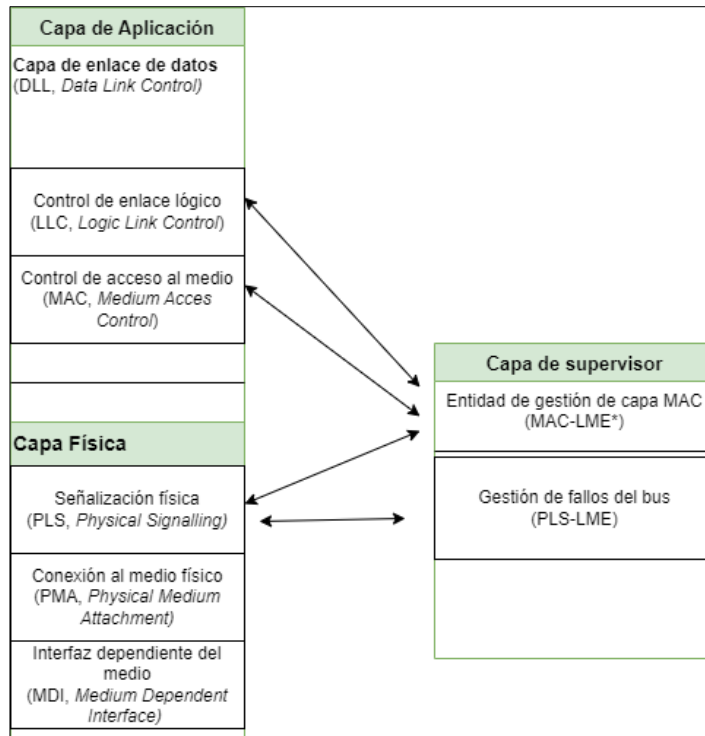 Capa de Aplicación
Capa de enlace de datos
(DLL, Data Link Control)
Control de enlace lógico
(LLC, Logic Link Control)
Control de acceso al medio
(MAC, Medium Acces
Control)
Capa Física
Señalización física
(PLS, Physical Signalling)
Conexión al medio físico
(PMA, Physical Medium
Attachment)
Interfaz dependiente del
medio
(MDI, Medium Dependent
Interface)
Capa de supervisor
Entidad de gestión de capa MAC
(MAC-LME*)
Gestión de fallos del bus
(PLS-LME)